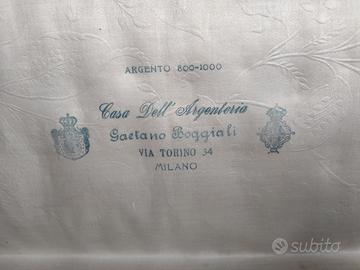 ARGENTO 800-1000
Casa Dell'Argenteria
Gaetano Boggiali
VIA TORINO 34
MILANO
subito